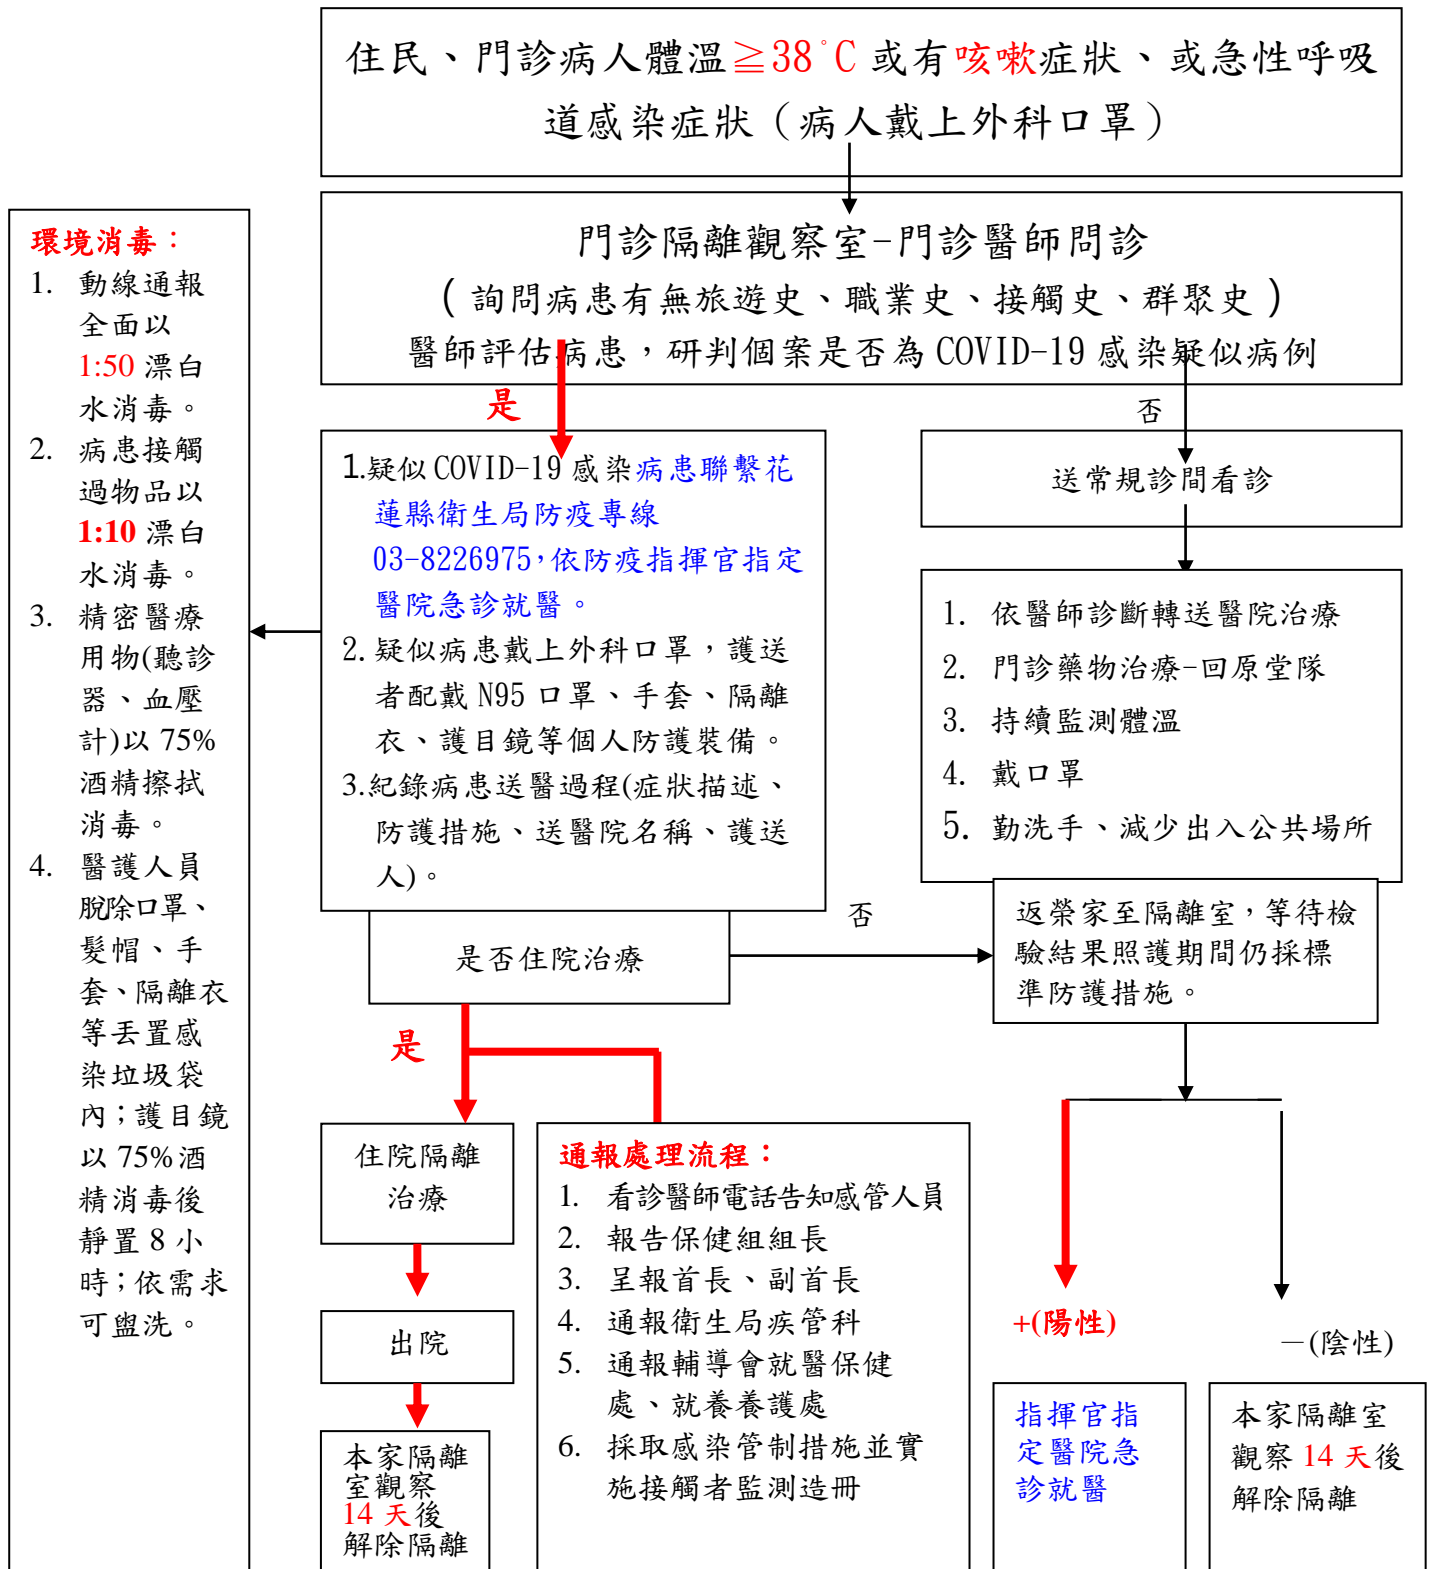 住民、門診病人體溫≧38°C 或有咳嗽症狀、或急性呼吸
道感染症狀（病人戴上外科口罩）
門診隔離觀察室-門診醫師問診
（詢問病患有無旅遊史、職業史、接觸史、群聚史）
醫師評估病患，研判個案是否為 COVID-19 感染疑似病例
環境消毒：
1. 動線通報
全面以
1:50 漂白
水消毒。
2. 病患接觸
過物品以
1:10 漂白
水消毒。
3. 精密醫療
用物(聽診
器、血壓
計)以 75%
酒精擦拭
消毒。
4. 醫護人員
脫除口罩、
髮帽、手
套、隔離衣
等丟置感
染垃圾袋
內；護目鏡
以 75%酒
精消毒後
靜置 8 小
時；依需求
可盥洗。
是
否
1.疑似 COVID-19 感染病患聯繫花
蓮縣衛生局防疫專線
03-8226975，依防疫指揮官指定
醫院急診就醫。
2.疑似病患戴上外科口罩，護送
者配戴 N95 口罩、手套、隔離
衣、護目鏡等個人防護裝備。
3.紀錄病患送醫過程(症狀描述、
防護措施、送醫院名稱、護送
人)。
送常規診間看診
1. 依醫師診斷轉送醫院治療
2. 門診藥物治療-回原堂隊
3. 持續監測體溫
4. 戴口罩
5. 勤洗手、減少出入公共場所
是否住院治療
否
返榮家至隔離室，等待檢
驗結果照護期間仍採標
準防護措施。
是
住院隔離
治療
出院
本家隔離
室觀察
14 天後
解除隔離
通報處理流程：
1. 看診醫師電話告知感管人員
2. 報告保健組組長
3. 呈報首長、副首長
4. 通報衛生局疾管科
5. 通報輔導會就醫保健
處、就養養護處
6. 採取感染管制措施並實
施接觸者監測造冊
+(陽性)
－(陰性)
指揮官指
定醫院急
診就醫
本家隔離室
觀察 14 天後
解除隔離